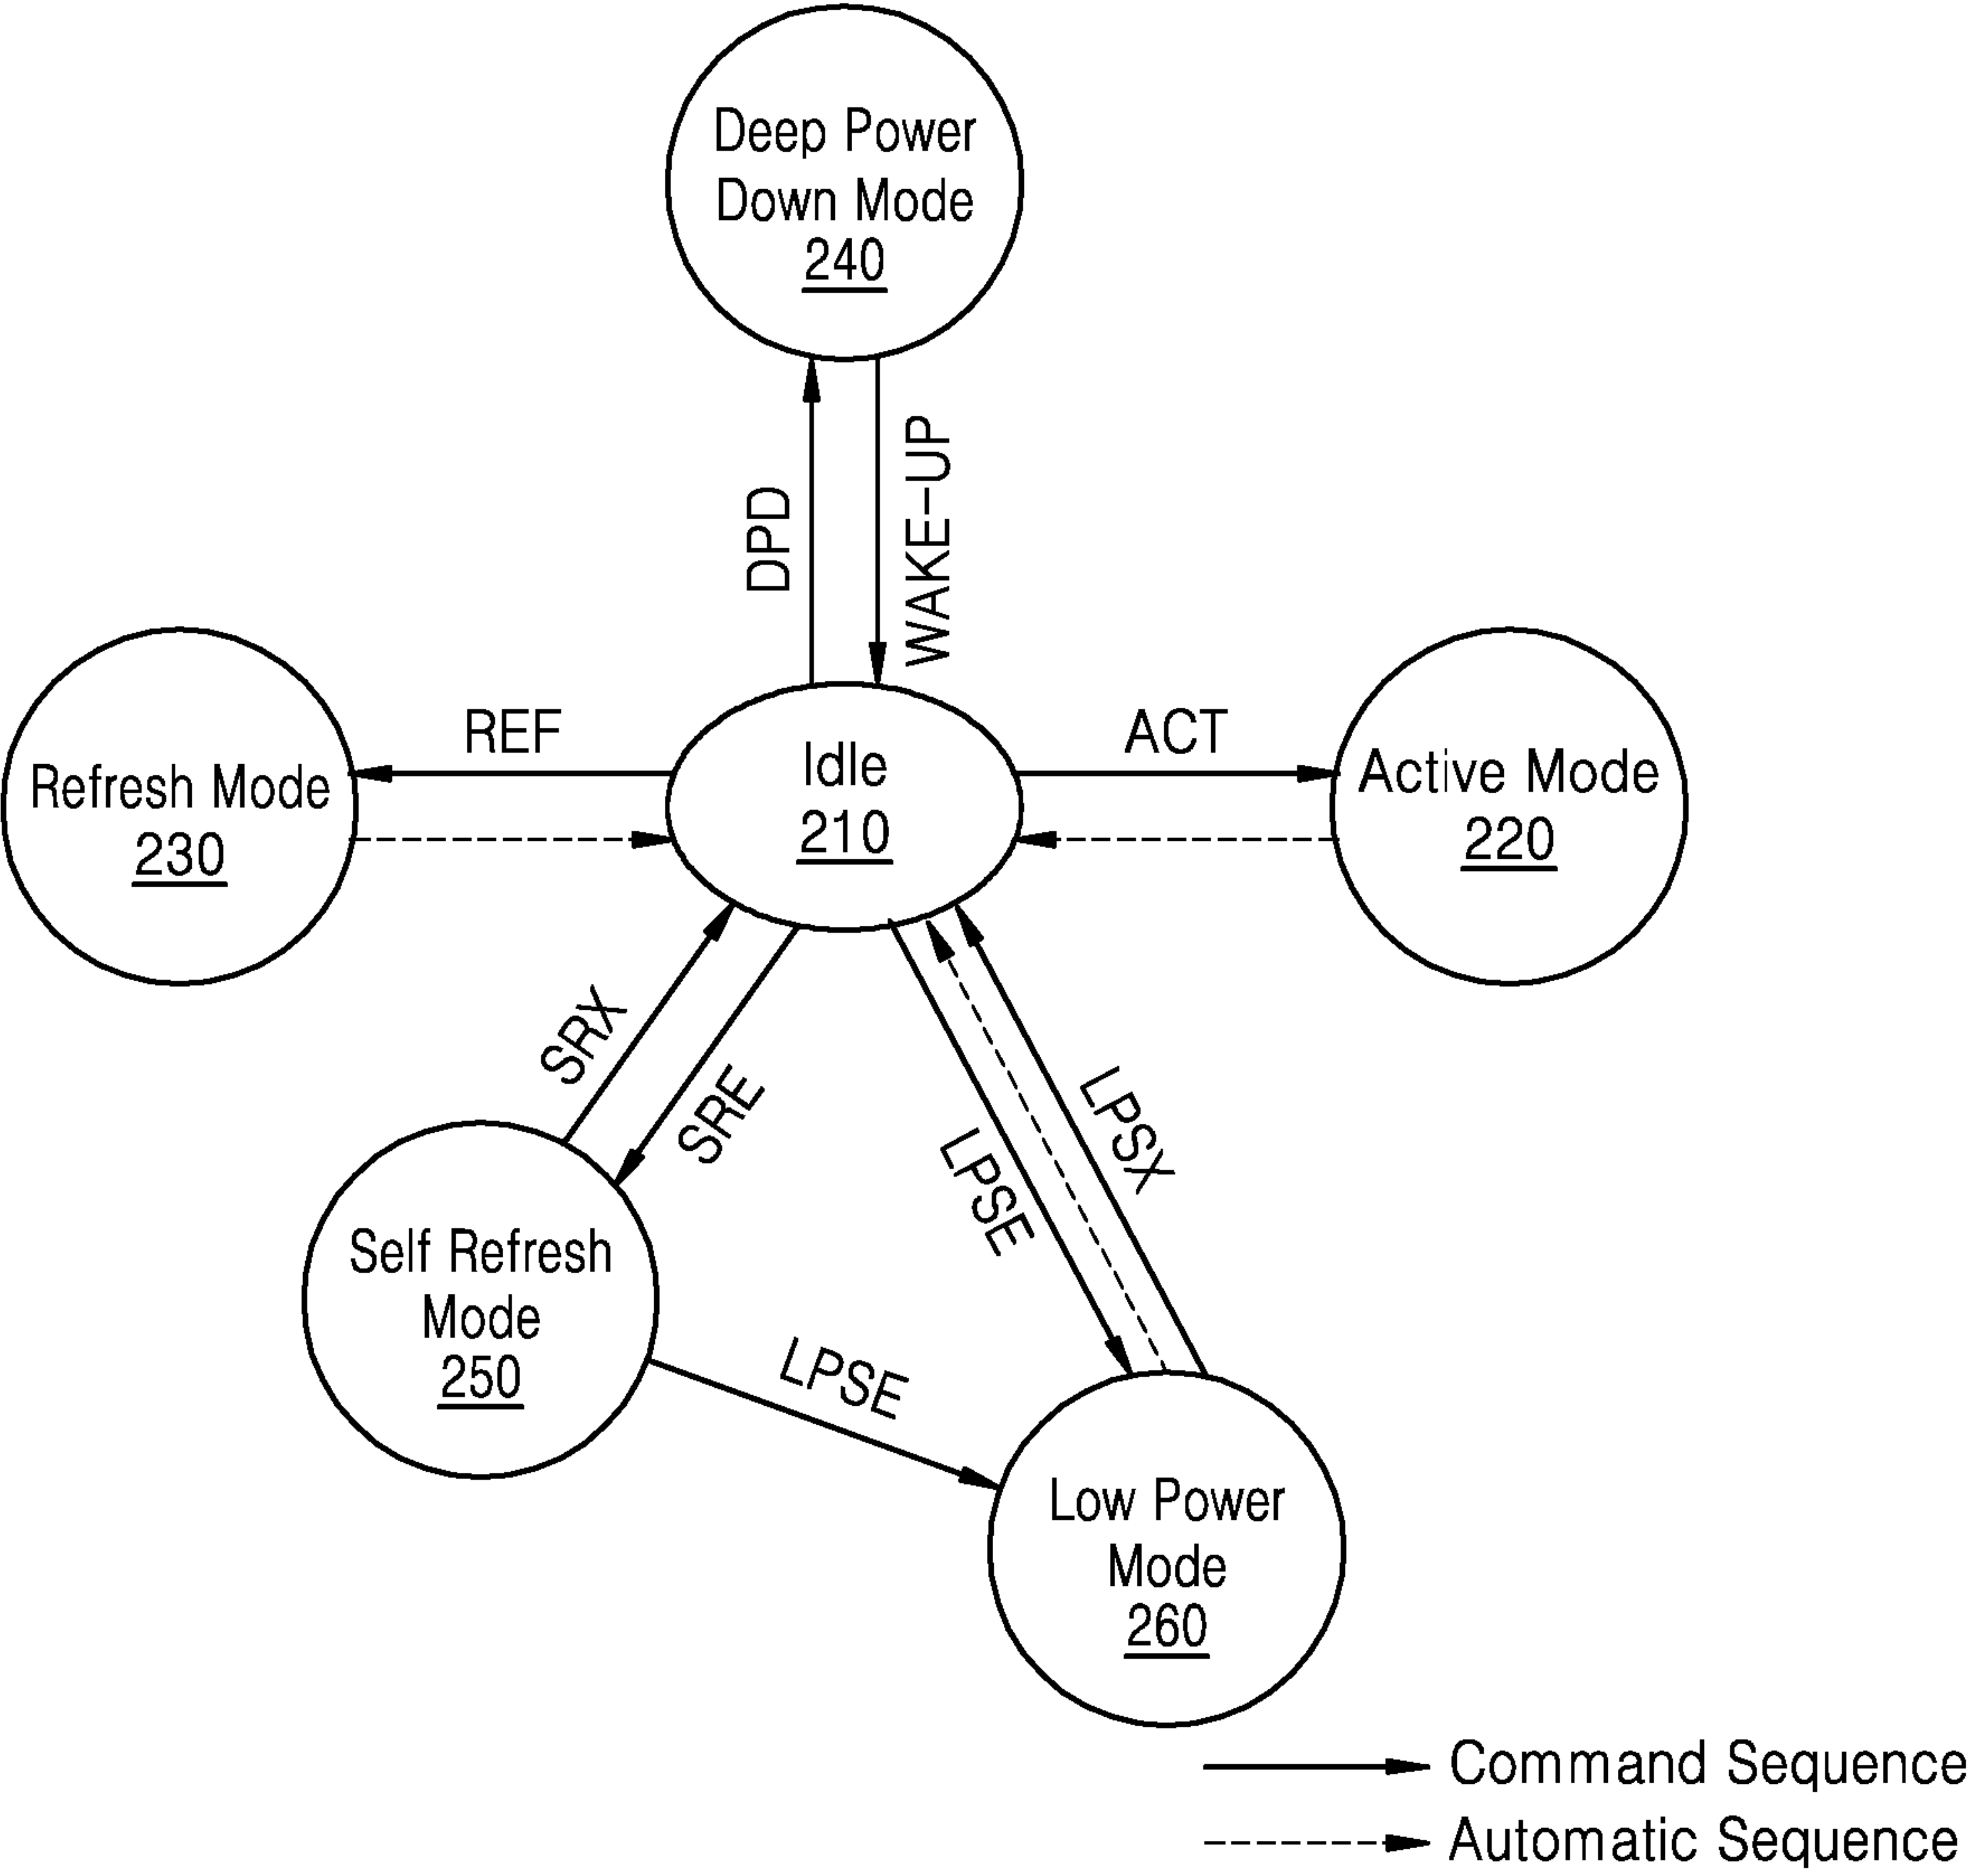 Deep Power
Down Mode
240
DPD
WAKE-UP
REF
ACT
Refresh Mode
230
Idle
210
Active Mode
220
SRX
SRE
LPSE
LPSX
Self Refresh
Mode
250
LPSE
Low Power
Mode
260
Command Sequence
Automatic Sequence